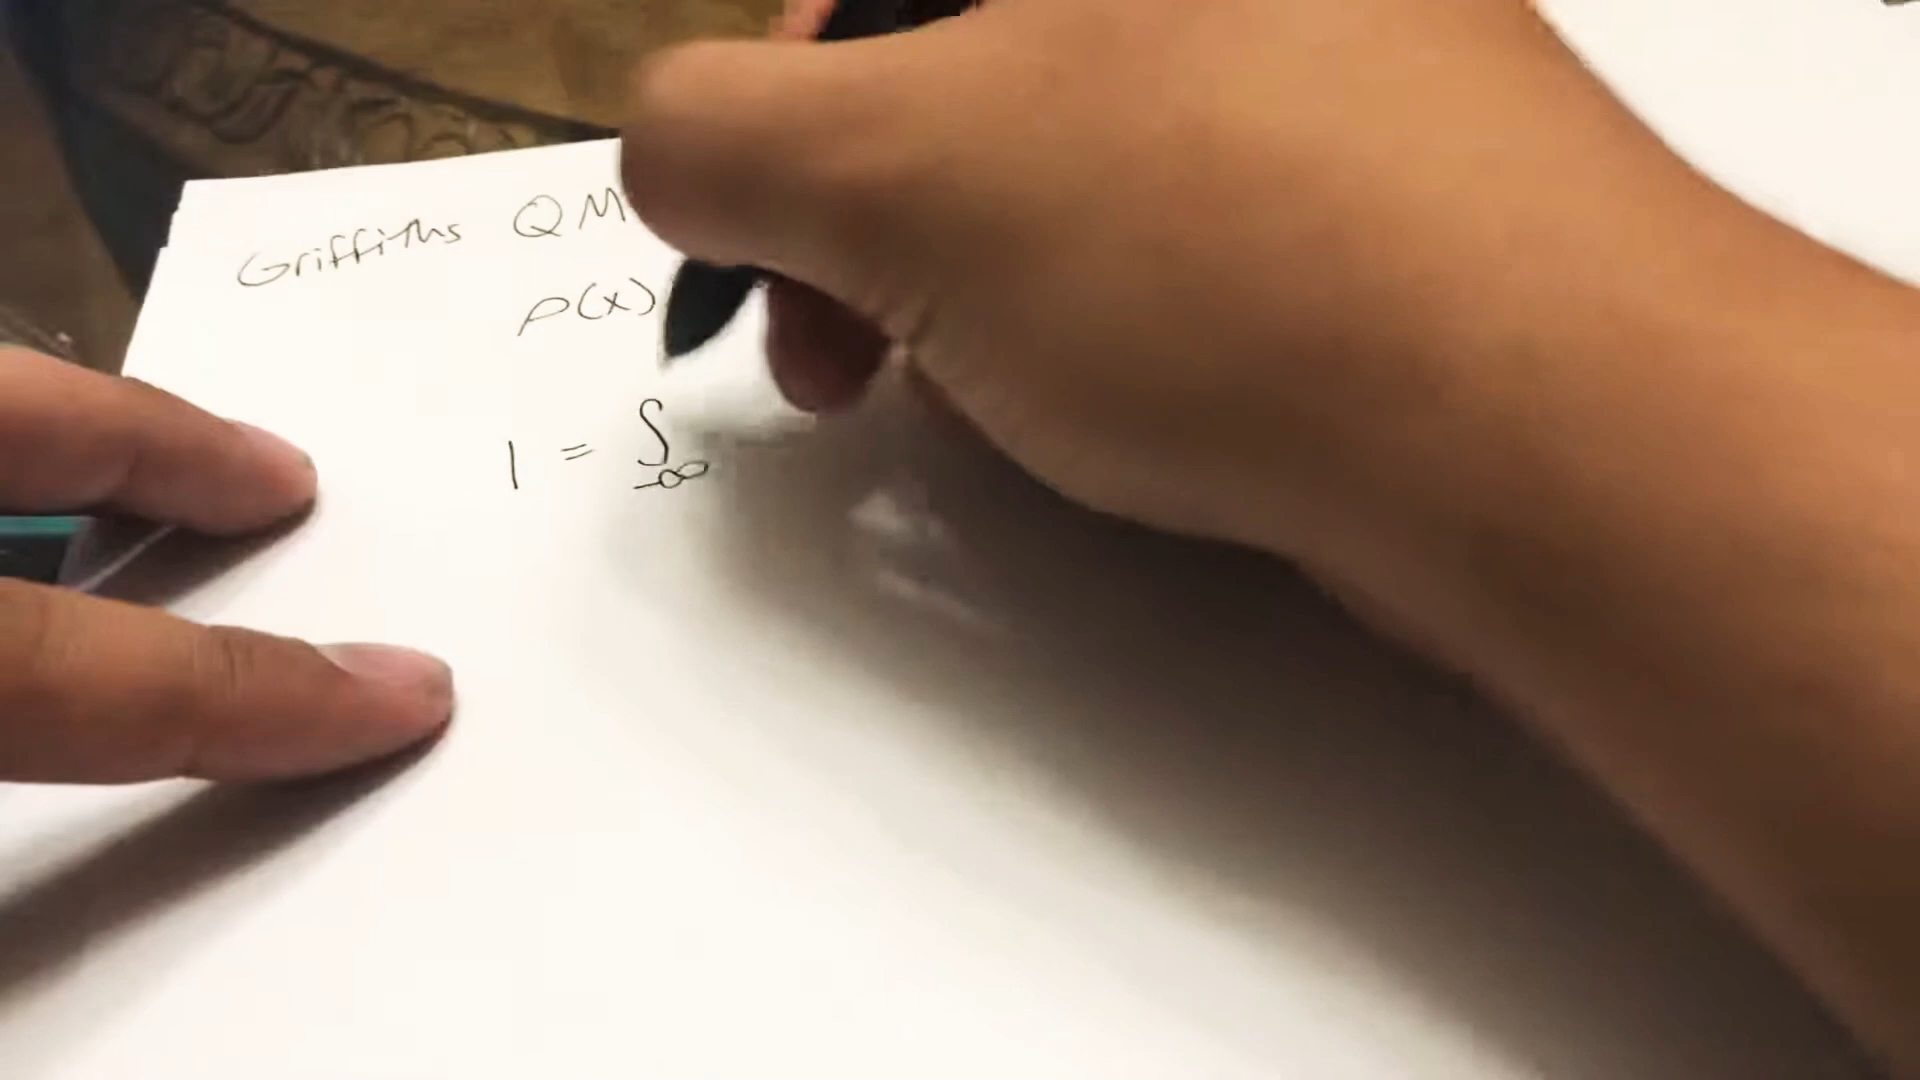 Griffiths QM
ρ(x)
1 = ∫
-∞